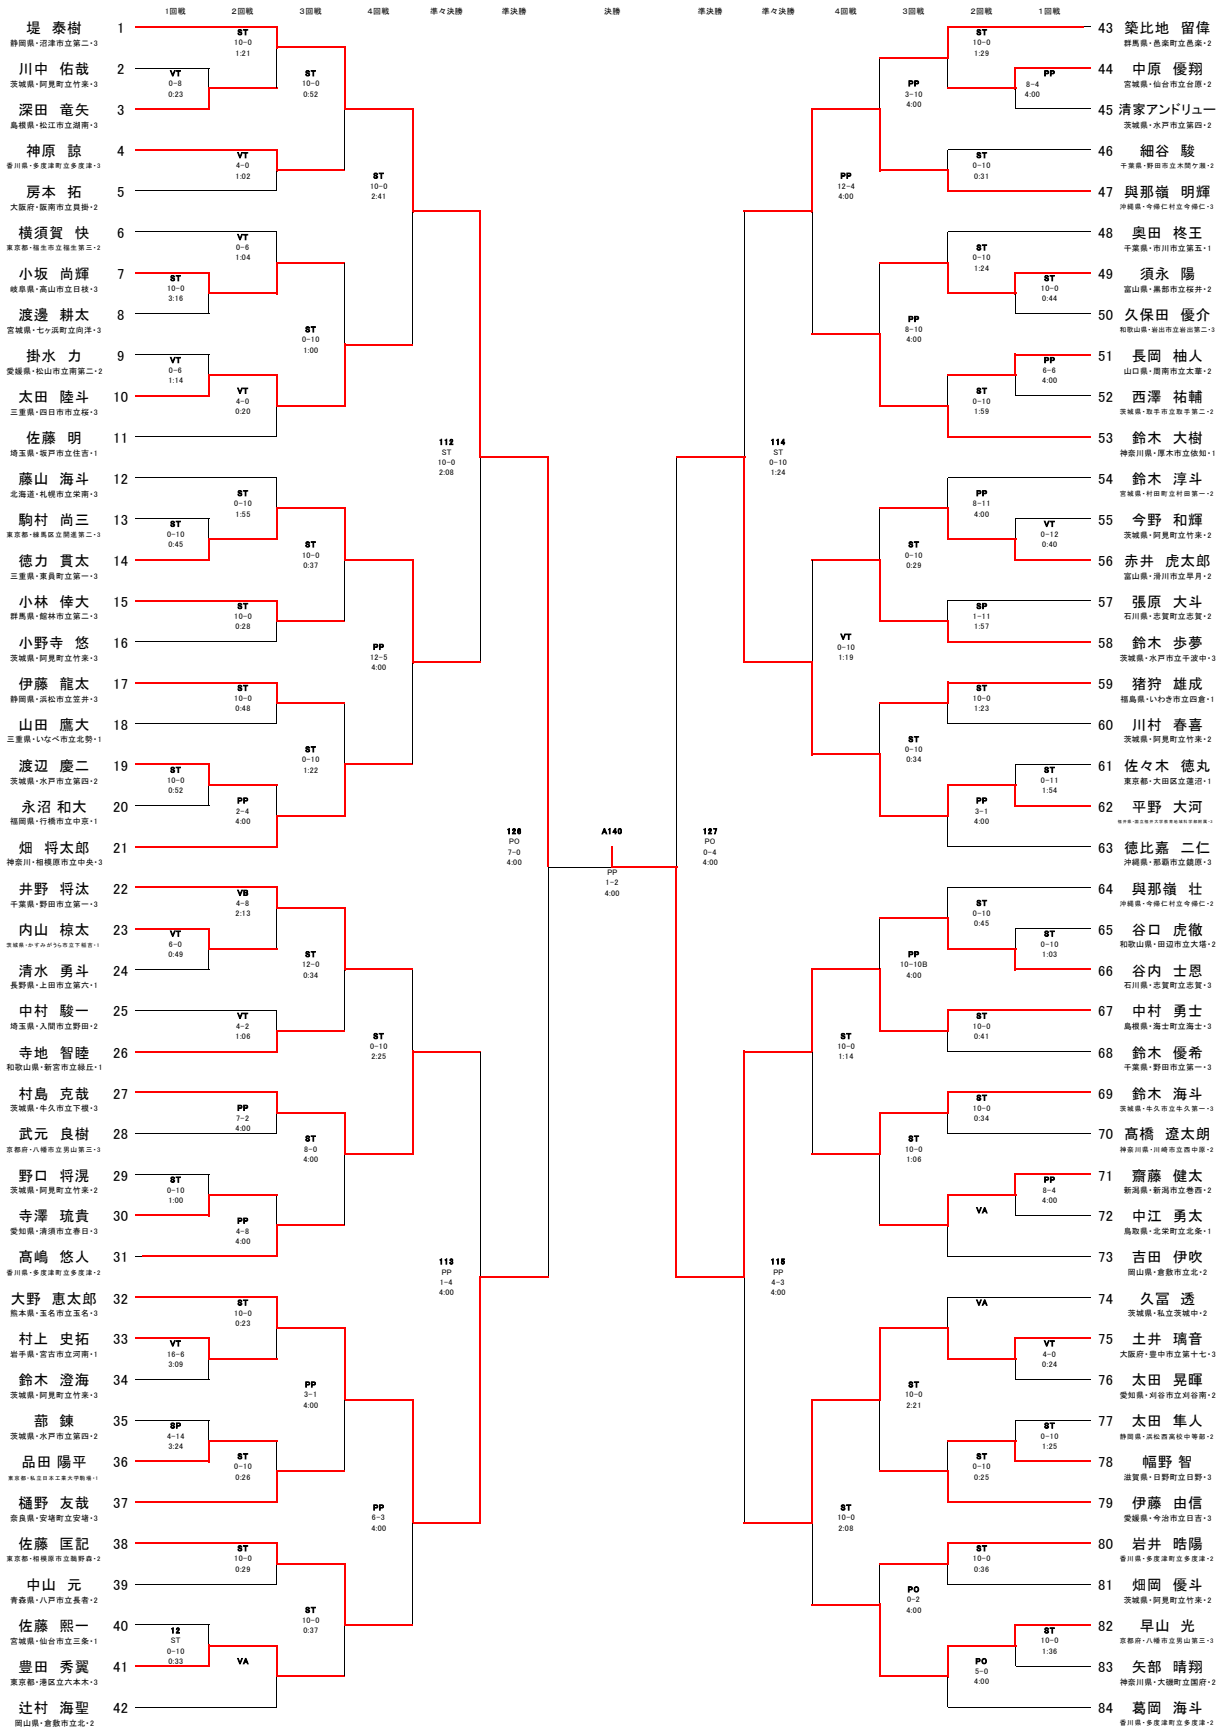 1回戦 2回戦 3回戦 4回戦 準々決勝 準決勝 決勝 準決勝 準々決勝 4回戦 3回戦 2回戦 1回戦
堤 泰樹 1
静岡県・沼津市立第二・3
川中 佑哉 2
茨城県・阿見町立竹来・3
深田 竜矢 3
島根県・松江市立湖南・3
神原 諒 4
香川県・多度津町立多度津・3
房本 拓 5
大阪府・阪南市立貝掛・2
横須賀 快 6
東京都・福生市立福生第三・2
小坂 尚輝 7
岐阜県・高山市立日枝・3
渡邊 耕太 8
宮城県・七ヶ浜町立向洋・3
掛水 力 9
愛媛県・松山市立南第二・2
太田 陸斗 10
三重県・四日市市立桜・3
佐藤 明 11
埼玉県・坂戸市立住吉・1
藤山 海斗 12
北海道・札幌市立栄南・3
駒村 尚三 13
東京都・練馬区立開進第二・3
徳力 貫太 14
三重県・東員町立第一・3
小林 倖大 15
群馬県・館林市立第二・3
小野寺 悠 16
茨城県・阿見町立竹来・3
伊藤 龍太 17
静岡県・浜松市立笠井・3
山田 鷹大 18
三重県・いなべ市立北勢・1
渡辺 慶二 19
茨城県・水戸市立第四・2
永沼 和大 20
福岡県・行橋市立中京・1
畑 将太郎 21
神奈川・相模原市立中央・3
井野 将汰 22
千葉県・野田市立第一・3
内山 椋太 23
茨城県・かすみがうら市立下稲吉・1
清水 勇斗 24
長野県・上田市立第六・1
中村 駿一 25
埼玉県・入間市立野田・2
寺地 智睦 26
和歌山県・新宮市立緑丘・1
村島 克哉 27
茨城県・牛久市立下根・3
武元 良樹 28
京都府・八幡市立男山第三・3
野口 将滉 29
茨城県・阿見町立竹来・2
寺澤 琉貴 30
愛知県・清須市立春日・3
髙嶋 悠人 31
香川県・多度津町立多度津・2
大野 恵太郎 32
熊本県・玉名市立玉名・3
村上 史拓 33
岩手県・宮古市立河南・1
鈴木 澄海 34
茨城県・阿見町立竹来・3
蔀 錬 35
茨城県・水戸市立第四・2
品田 陽平 36
東京都・私立日本工業大学駒場・1
樋野 友哉 37
奈良県・安堵町立安堵・3
佐藤 匡記 38
東京都・相模原市立鵜野森・2
中山 元 39
青森県・八戸市立長者・2
佐藤 熙一 40
宮城県・仙台市立三条・1
豊田 秀翼 41
東京都・港区立六本木・3
辻村 海聖 42
岡山県・倉敷市立北・2
VT
0-8
0:23
ST
10-0
3:16
VT
0-6
1:14
ST
0-10
0:45
ST
10-0
0:52
VT
6-0
0:49
ST
0-10
1:00
VT
16-6
3:09
SP
4-14
3:24
12
ST
0-10
0:33
ST
10-0
1:21
VT
4-0
1:02
VT
0-6
1:04
VT
4-0
0:20
ST
0-10
1:55
ST
10-0
0:28
ST
10-0
0:48
PP
2-4
4:00
VB
4-8
2:13
VT
4-2
1:06
PP
7-2
4:00
PP
4-8
4:00
ST
10-0
0:23
ST
0-10
0:26
ST
10-0
0:29
VA
ST
10-0
0:52
ST
0-10
1:00
ST
10-0
0:37
ST
0-10
1:22
ST
12-0
0:34
ST
8-0
4:00
PP
3-1
4:00
ST
10-0
0:37
ST
10-0
2:41
PP
12-5
4:00
ST
0-10
2:25
PP
6-3
4:00
112
ST
10-0
2:08
113
PP
1-4
4:00
126
PO
7-0
4:00
A140
PP
1-2
4:00
127
PO
0-4
4:00
114
ST
0-10
1:24
115
PP
4-3
4:00
PP
12-4
4:00
VT
0-10
1:19
ST
10-0
1:14
ST
10-0
2:08
PP
3-10
4:00
PP
8-10
4:00
ST
0-10
0:29
ST
0-10
0:34
PP
10-10B
4:00
ST
10-0
1:06
ST
10-0
2:21
PO
0-2
4:00
ST
10-0
1:29
ST
0-10
0:31
ST
0-10
1:24
ST
0-10
1:59
PP
8-11
4:00
SP
1-11
1:57
ST
10-0
1:23
PP
3-1
4:00
ST
0-10
0:45
ST
10-0
0:41
ST
10-0
0:34
VA
VA
ST
0-10
0:25
ST
10-0
0:36
PO
5-0
4:00
PP
8-4
4:00
ST
10-0
0:44
PP
6-6
4:00
VT
0-12
0:40
ST
0-11
1:54
ST
0-10
1:03
PP
8-4
4:00
VT
4-0
0:24
ST
0-10
1:25
ST
10-0
1:36
43 築比地 留偉
群馬県・邑楽町立邑楽・2
44 中原 優翔
宮城県・仙台市立台原・2
45 清家アンドリュー
茨城県・水戸市立第四・2
46 細谷 駿
千葉県・野田市立木間ケ瀬・2
47 與那嶺 明輝
沖縄県・今帰仁村立今帰仁・3
48 奥田 柊王
千葉県・市川市立第五・1
49 須永 陽
富山県・黒部市立桜井・2
50 久保田 優介
和歌山県・岩出市立岩出第二・3
51 長岡 柚人
山口県・周南市立太華・2
52 西澤 祐輔
茨城県・取手市立取手第二・2
53 鈴木 大樹
神奈川県・厚木市立依知・1
54 鈴木 淳斗
宮城県・村田町立村田第一・2
55 今野 和輝
茨城県・阿見町立竹来・2
56 赤井 虎太郎
富山県・滑川市立早月・2
57 張原 大斗
石川県・志賀町立志賀・2
58 鈴木 歩夢
茨城県・水戸市立千波中・3
59 猪狩 雄成
福島県・いわき市立四倉・1
60 川村 春喜
茨城県・阿見町立竹来・2
61 佐々木 徳丸
東京都・大田区立蓮沼・1
62 平野 大河
63 徳比嘉 二仁
沖縄県・那覇市立鏡原・3
64 與那嶺 壮
沖縄県・今帰仁村立今帰仁・2
65 谷口 虎徹
和歌山県・田辺市立大塔・2
66 谷内 士恩
石川県・志賀町立志賀・3
67 中村 勇士
島根県・海士町立海士・3
68 鈴木 優希
千葉県・野田市立第一・3
69 鈴木 海斗
茨城県・牛久市立牛久第一・3
70 髙橋 遼太朗
神奈川県・川崎市立西中原・2
71 齋藤 健太
新潟県・新潟市立巻西・2
72 中江 勇太
鳥取県・北栄町立北条・1
73 吉田 伊吹
岡山県・倉敷市立北・2
74 久冨 透
茨城県・私立茨城中・2
75 土井 璃音
大阪府・豊中市立第十七・3
76 太田 晃暉
愛知県・刈谷市立刈谷南・2
77 太田 隼人
静岡県・浜松西高校中等部・2
78 幅野 智
滋賀県・日野町立日野・3
79 伊藤 由信
愛媛県・今治市立日吉・3
80 岩井 晧陽
香川県・多度津町立多度津・2
81 畑岡 優斗
茨城県・阿見町立竹来・2
82 早山 光
京都府・八幡市立男山第三・3
83 矢部 晴翔
神奈川県・大磯町立国府・2
84 葛岡 海斗
香川県・多度津町立多度津・2